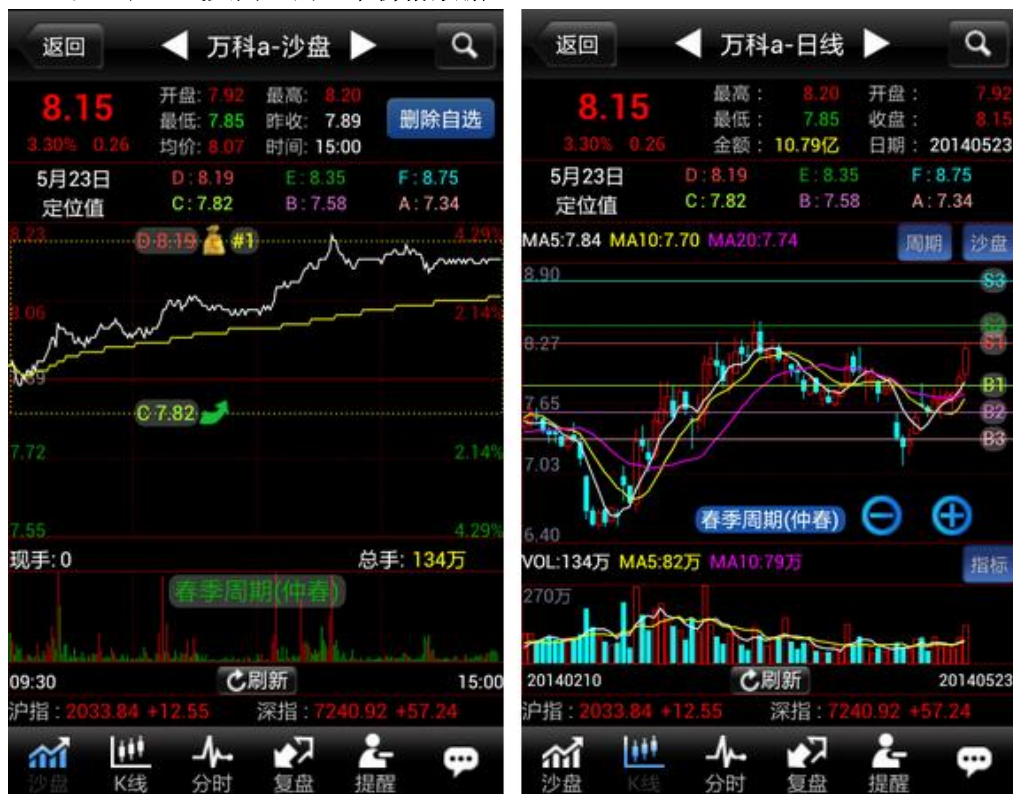 返回
万科a-沙盘
8.15
3.30% 0.26
开盘: 7.92 最高: 8.20
最低: 7.85 昨收: 7.89
均价: 8.07 时间: 15:00
删除自选
5月23日
定位值
D:8.19 E:8.35 F:8.75
C:7.82 B:7.58 A:7.34
8.23
4.29%
D 8.19
#1
8.06
2.14%
7.89
C 7.82
7.72
2.14%
7.55
4.29%
现手: 0
总手: 134万
春季周期(仲春)
09:30
刷新
15:00
沪指: 2033.84 +12.55 深指: 7240.92 +57.24
沙盘 K线 分时 复盘 提醒
返回
万科a-日线
8.15
3.30% 0.26
最高: 8.20 开盘: 7.92
最低: 7.85 收盘: 8.15
金额: 10.79亿 日期: 20140523
5月23日
定位值
D:8.19 E:8.35 F:8.75
C:7.82 B:7.58 A:7.34
MA5:7.84 MA10:7.70 MA20:7.74
周期
沙盘
8.90
S3
8.27
S1
B1
7.65
B2
B3
7.03
春季周期(仲春)
6.40
VOL:134万 MA5:82万 MA10:79万
指标
270万
20140210
刷新
20140523
沪指: 2033.84 +12.55 深指: 7240.92 +57.24
沙盘 K线 分时 复盘 提醒